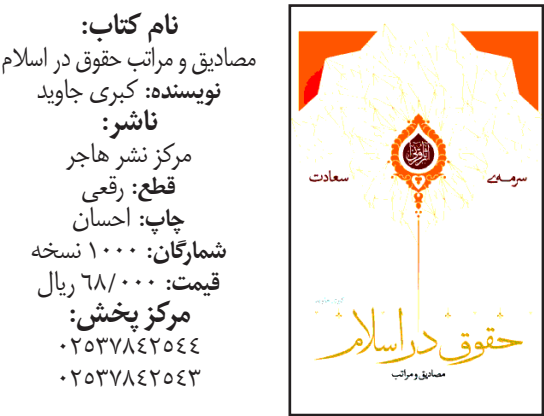 نام کتاب:
مصادیق و مراتب حقوق در اسلام
نویسنده: کبری جاوید
ناشر:
مرکز نشر هاجر
قطع: رقعی
چاپ: احسان
شمارگان: ۱۰۰۰ نسخه
قیمت: ۶۸/۰۰۰ ریال
مرکز پخش:
۰۲۵۳۷۸۴۲۵۴۴
۰۲۵۳۷۸۴۲۵۴۳
سعادت
حقوق در اسلام
مصادیق و مراتب